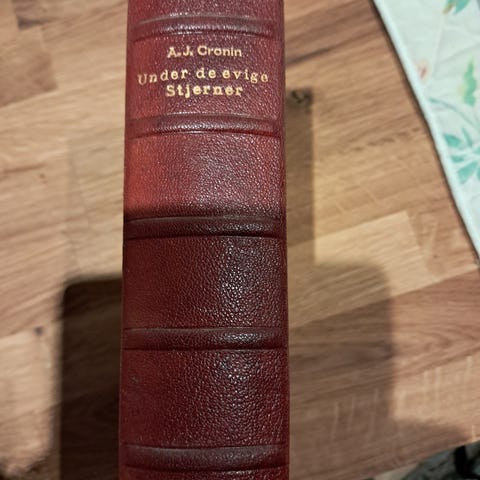 A.J. Cronin
Under de evige
Stjerner